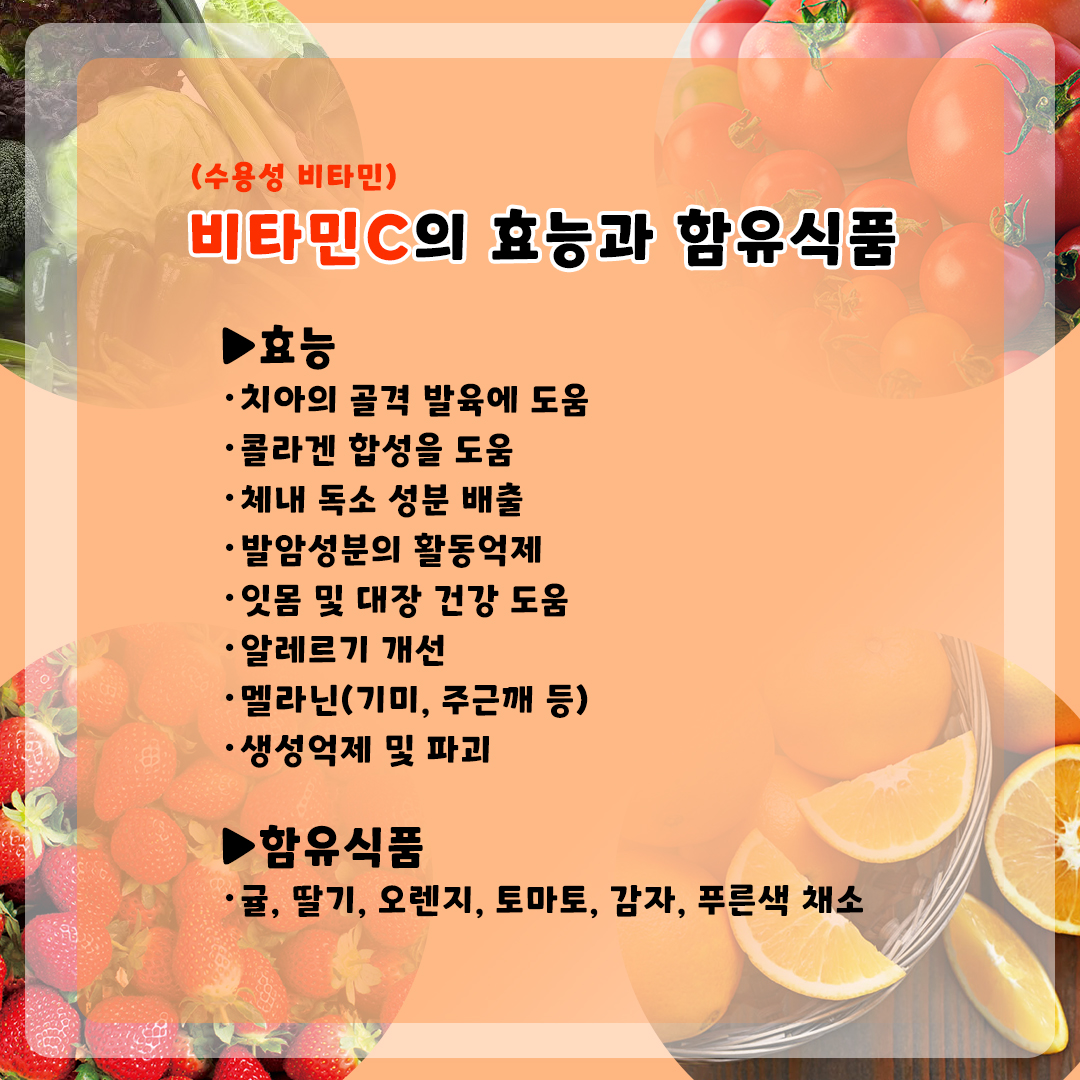 (수용성 비타민)
비타민C의 효능과 함유식품
▶효능
·치아의 골격 발육에 도움
·콜라겐 합성을 도움
·체내 독소 성분 배출
·발암성분의 활동억제
·잇몸 및 대장 건강 도움
·알레르기 개선
·멜라닌(기미, 주근깨 등)
·생성억제 및 파괴
▶함유식품
·귤, 딸기, 오렌지, 토마토, 감자, 푸른색 채소